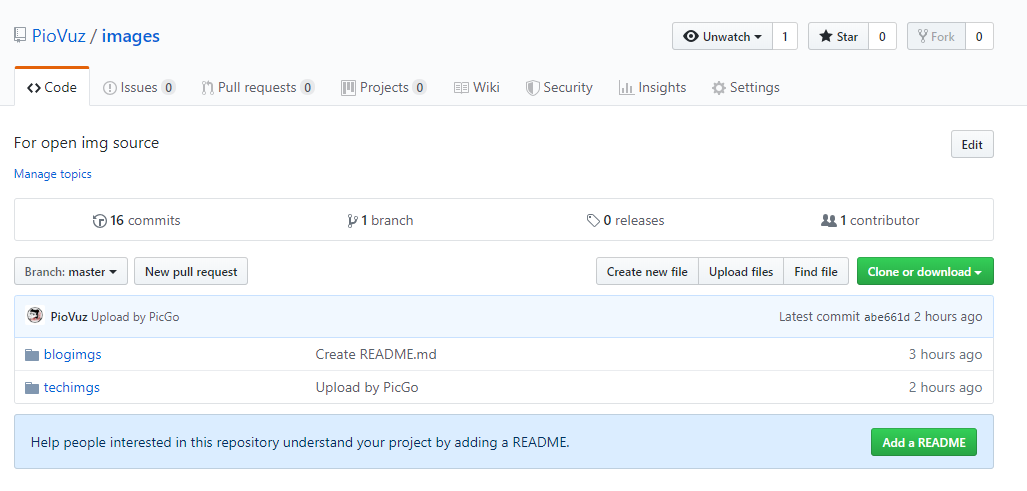 PioVuz / images Unwatch 1 Star 0 Fork 0
Code Issues 0 Pull requests 0 Projects 0 Wiki Security Insights Settings
For open img source Edit
Manage topics
16 commits 1 branch 0 releases 1 contributor
Branch: master New pull request Create new file Upload files Find file Clone or download
PioVuz Upload by PicGo Latest commit abe661d 2 hours ago
blogimgs Create README.md 3 hours ago
techimgs Upload by PicGo 2 hours ago
Help people interested in this repository understand your project by adding a README. Add a README